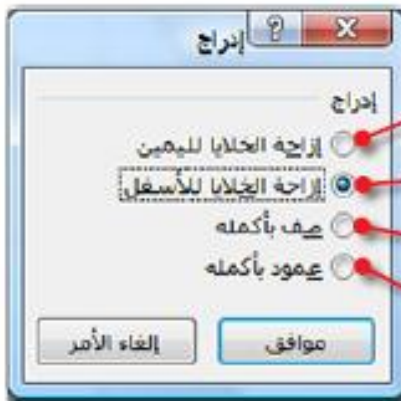 إدراج
إدراج
إزاحة الخلايا لليمين
إزاحة الخلايا للأسفل
صف بأكمله
عمود بأكمله
موافق
إلغاء الأمر